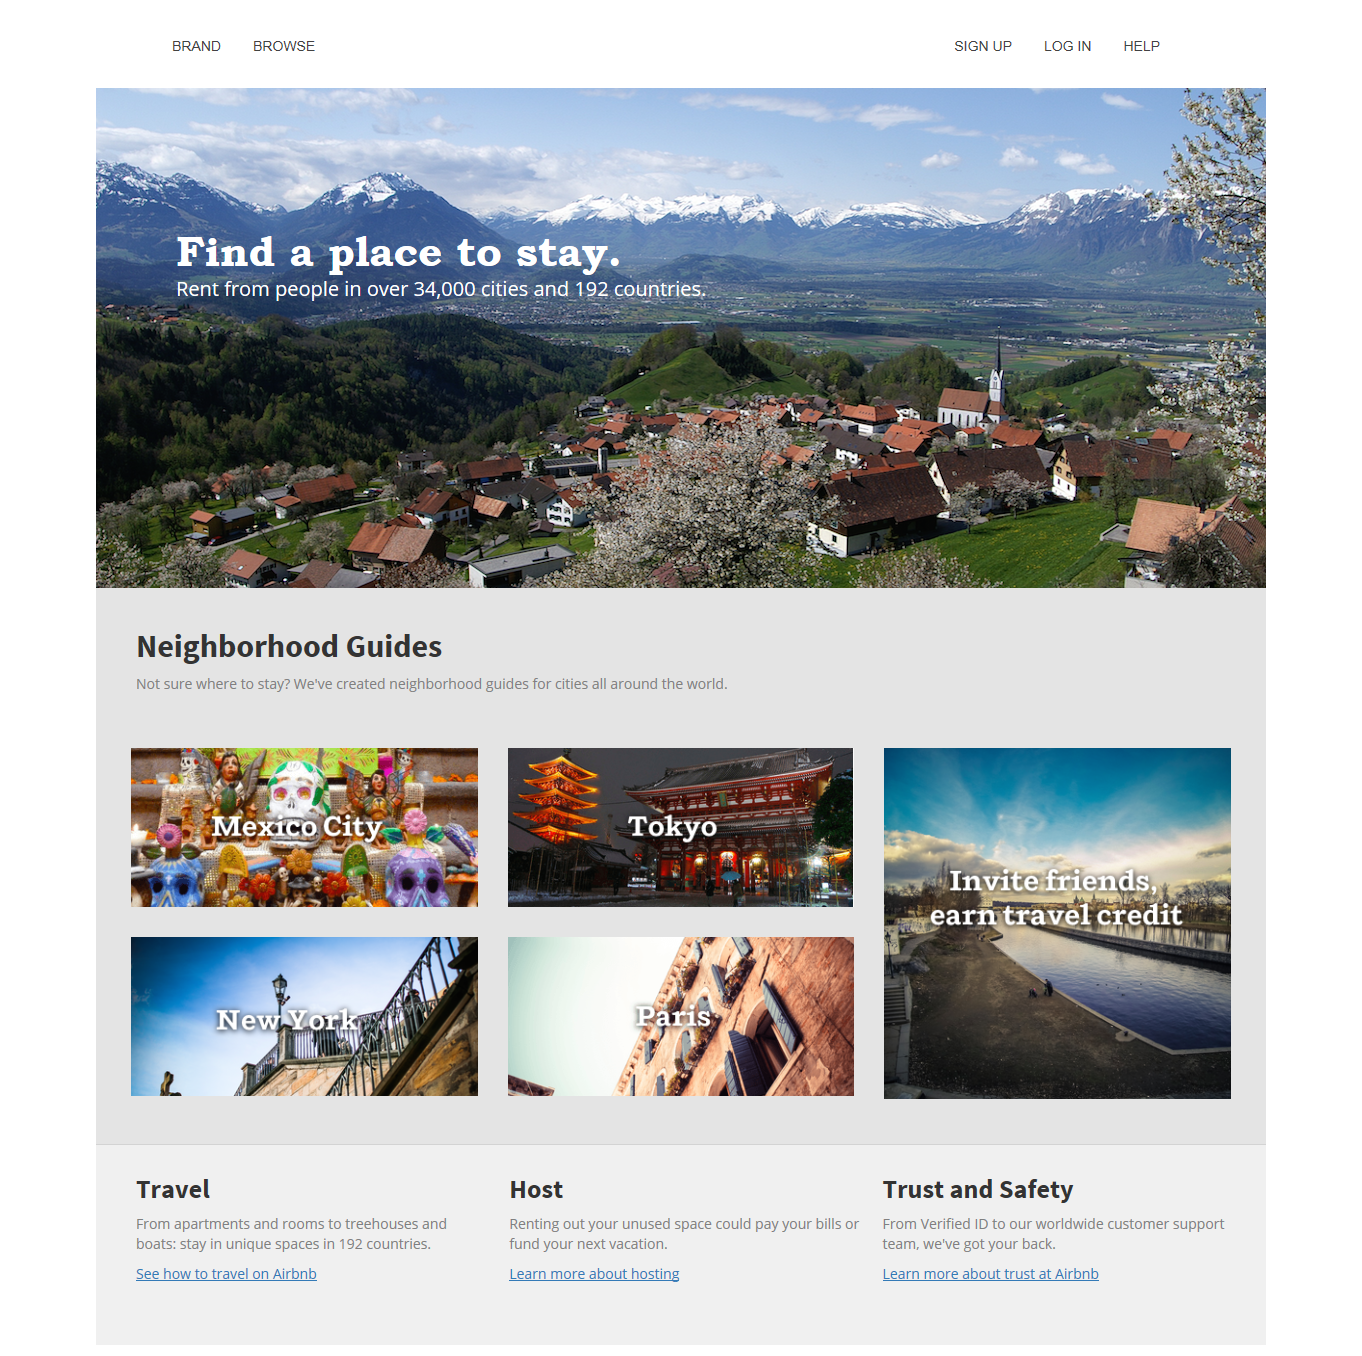 BRAND BROWSE SIGN UP LOG IN HELP
Find a place to stay.
Rent from people in over 34,000 cities and 192 countries.
Neighborhood Guides
Not sure where to stay? We've created neighborhood guides for cities all around the world.
Mexico City
Tokyo
Invite friends,
earn travel credit
New York
Paris
Travel
From apartments and rooms to treehouses and
boats: stay in unique spaces in 192 countries.
See how to travel on Airbnb
Host
Renting out your unused space could pay your bills or
fund your next vacation.
Learn more about hosting
Trust and Safety
From Verified ID to our worldwide customer support
team, we've got your back.
Learn more about trust at Airbnb